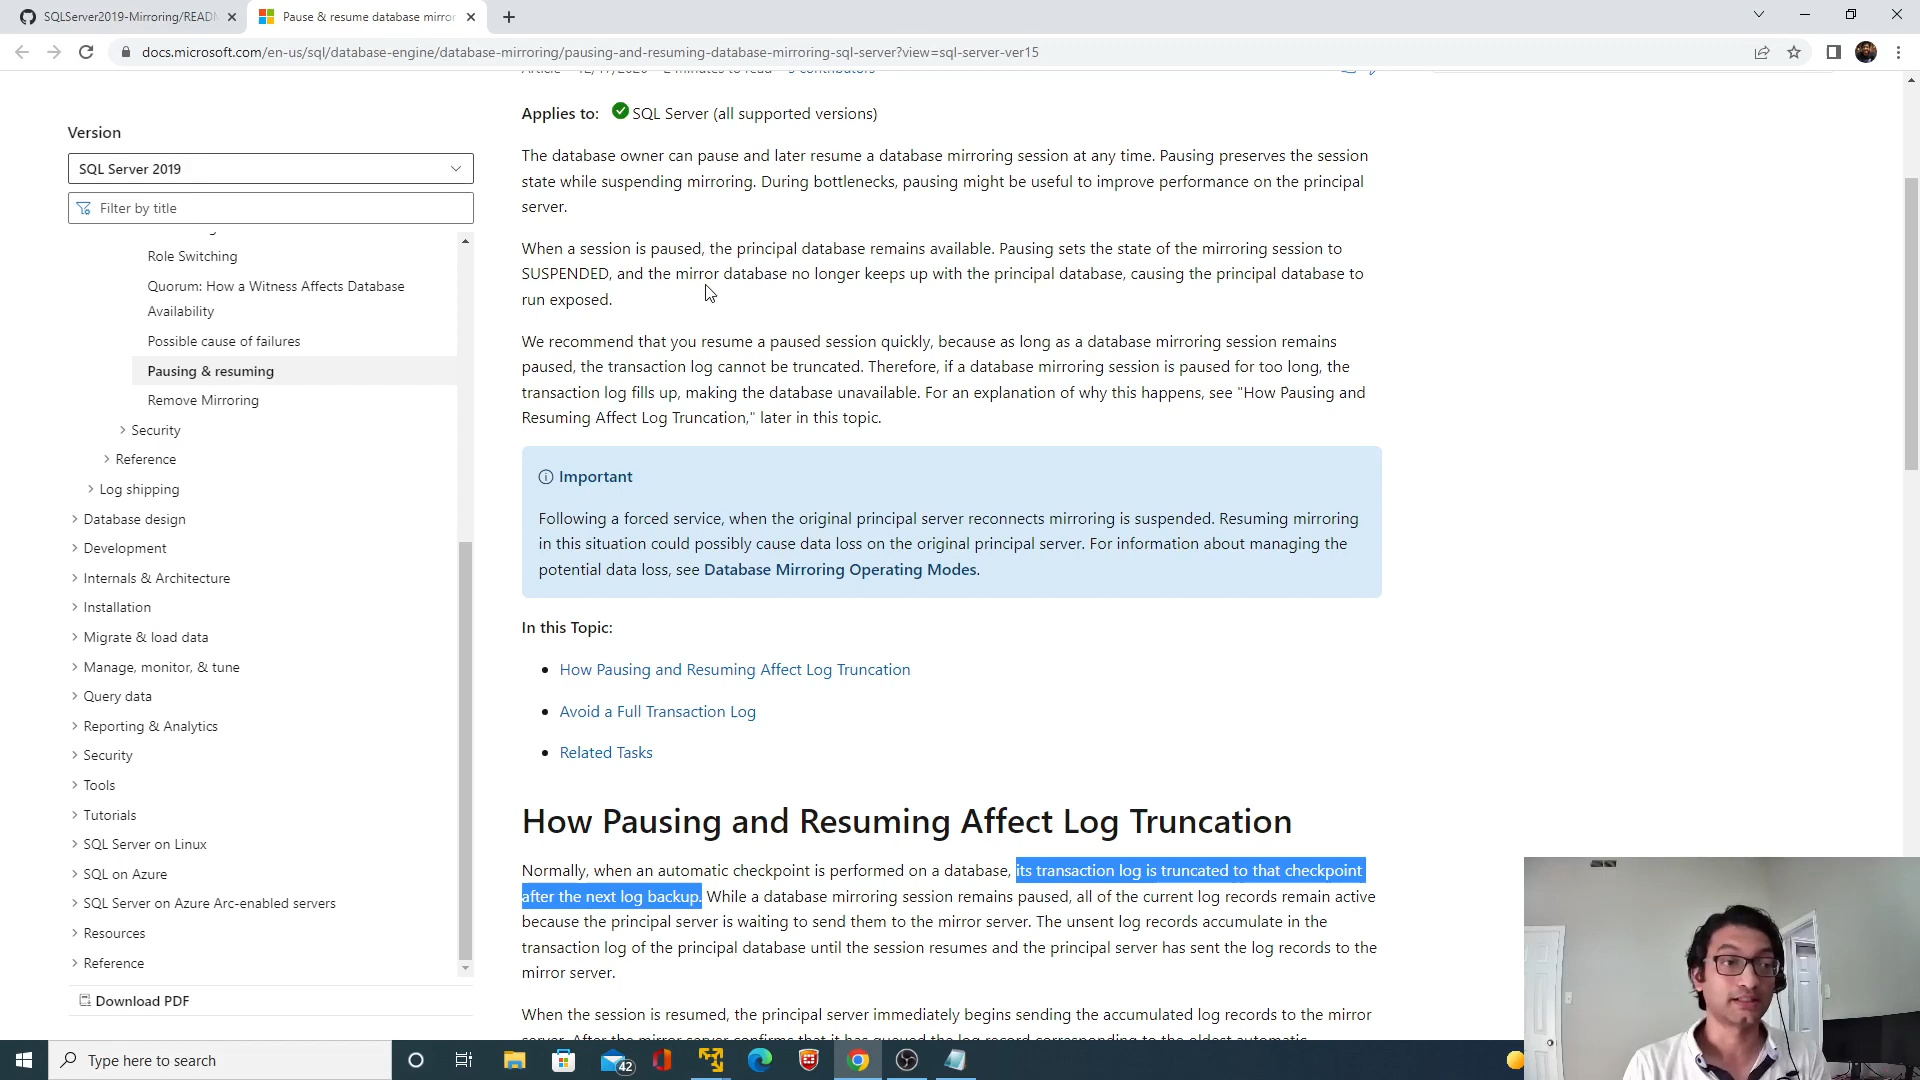 SQLServer2019-Mirroring/READ
Pause & resume database mirror
docs.microsoft.com/en-us/sql/database-engine/database-mirroring/pausing-and-resuming-database-mirroring-sql-server?view=sql-server-ver15
Version
SQL Server 2019
Filter by title
Role Switching
Quorum: How a Witness Affects Database
Availability
Possible cause of failures
Pausing & resuming
Remove Mirroring
Security
Reference
Log shipping
Database design
Development
Internals & Architecture
Installation
Migrate & load data
Manage, monitor, & tune
Query data
Reporting & Analytics
Security
Tools
Tutorials
SQL Server on Linux
SQL on Azure
SQL Server on Azure Arc-enabled servers
Resources
Reference
Download PDF
Applies to: SQL Server (all supported versions)
The database owner can pause and later resume a database mirroring session at any time. Pausing preserves the session
state while suspending mirroring. During bottlenecks, pausing might be useful to improve performance on the principal
server.
When a session is paused, the principal database remains available. Pausing sets the state of the mirroring session to
SUSPENDED, and the mirror database no longer keeps up with the principal database, causing the principal database to
run exposed.
We recommend that you resume a paused session quickly, because as long as a database mirroring session remains
paused, the transaction log cannot be truncated. Therefore, if a database mirroring session is paused for too long, the
transaction log fills up, making the database unavailable. For an explanation of why this happens, see "How Pausing and
Resuming Affect Log Truncation," later in this topic.
Important
Following a forced service, when the original principal server reconnects mirroring is suspended. Resuming mirroring
in this situation could possibly cause data loss on the original principal server. For information about managing the
potential data loss, see Database Mirroring Operating Modes.
In this Topic:
How Pausing and Resuming Affect Log Truncation
Avoid a Full Transaction Log
Related Tasks
How Pausing and Resuming Affect Log Truncation
Normally, when an automatic checkpoint is performed on a database, its transaction log is truncated to that checkpoint
after the next log backup. While a database mirroring session remains paused, all of the current log records remain active
because the principal server is waiting to send them to the mirror server. The unsent log records accumulate in the
transaction log of the principal database until the session resumes and the principal server has sent the log records to the
mirror server.
When the session is resumed, the principal server immediately begins sending the accumulated log records to the mirror
Type here to search
42